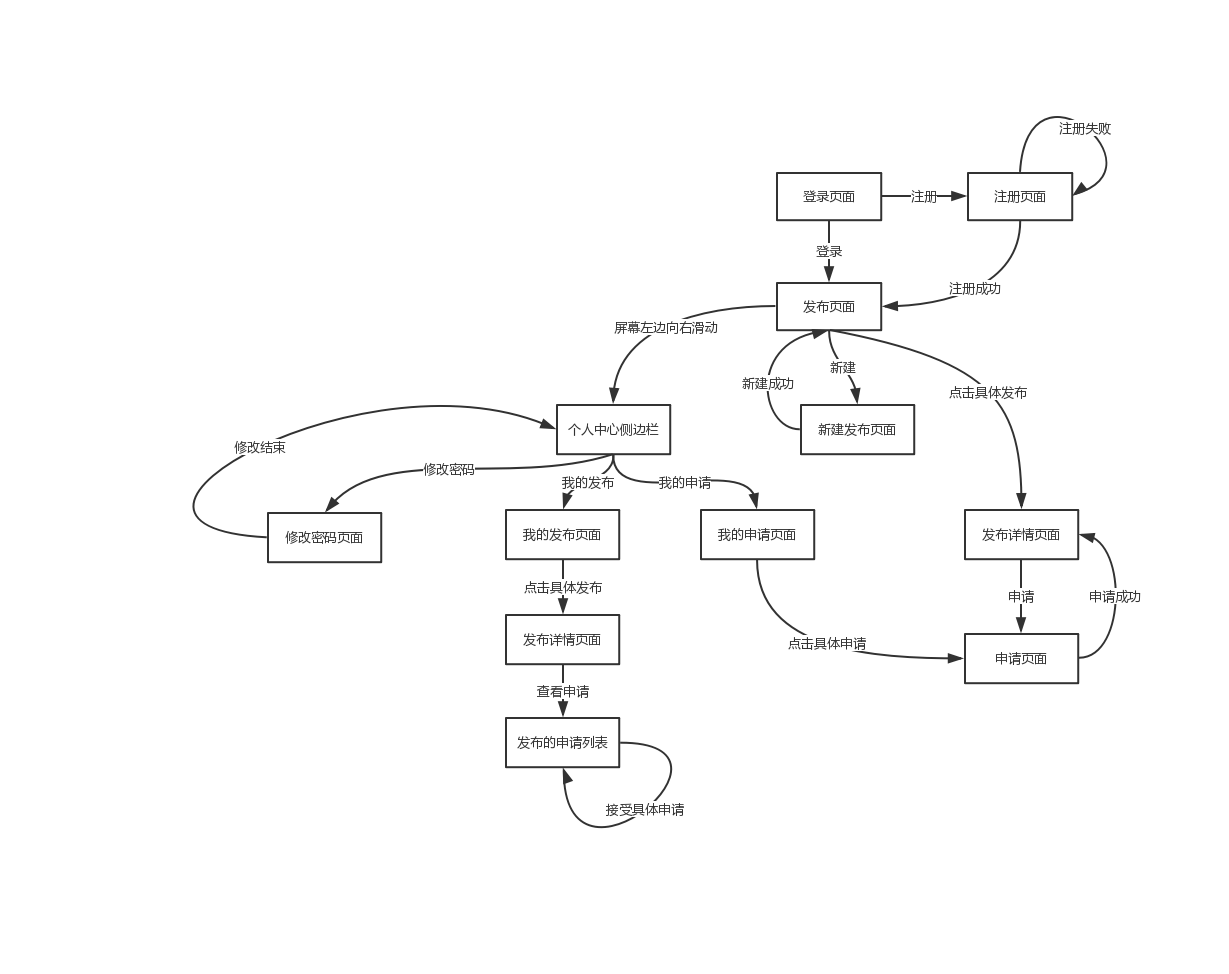 注册失败
登录页面
注册
注册页面
登录
注册成功
发布页面
屏幕左边向右滑动
新建
新建成功
点击具体发布
个人中心侧边栏
新建发布页面
修改结束
修改密码
我的发布
我的申请
修改密码页面
我的发布页面
我的申请页面
发布详情页面
点击具体发布
申请
申请成功
发布详情页面
点击具体申请
申请页面
查看申请
发布的申请列表
接受具体申请